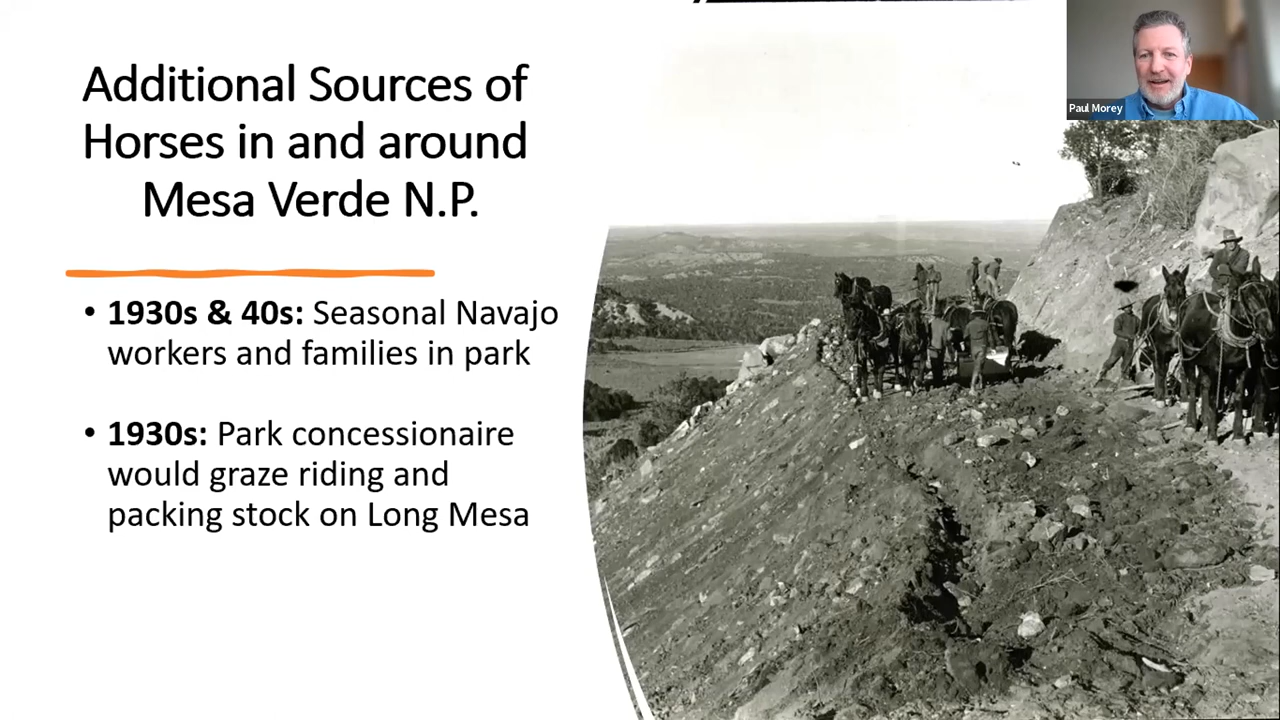 Additional Sources of
Horses in and around
Mesa Verde N.P.
• 1930s & 40s: Seasonal Navajo
workers and families in park
• 1930s: Park concessionaire
would graze riding and
packing stock on Long Mesa
Paul Morey